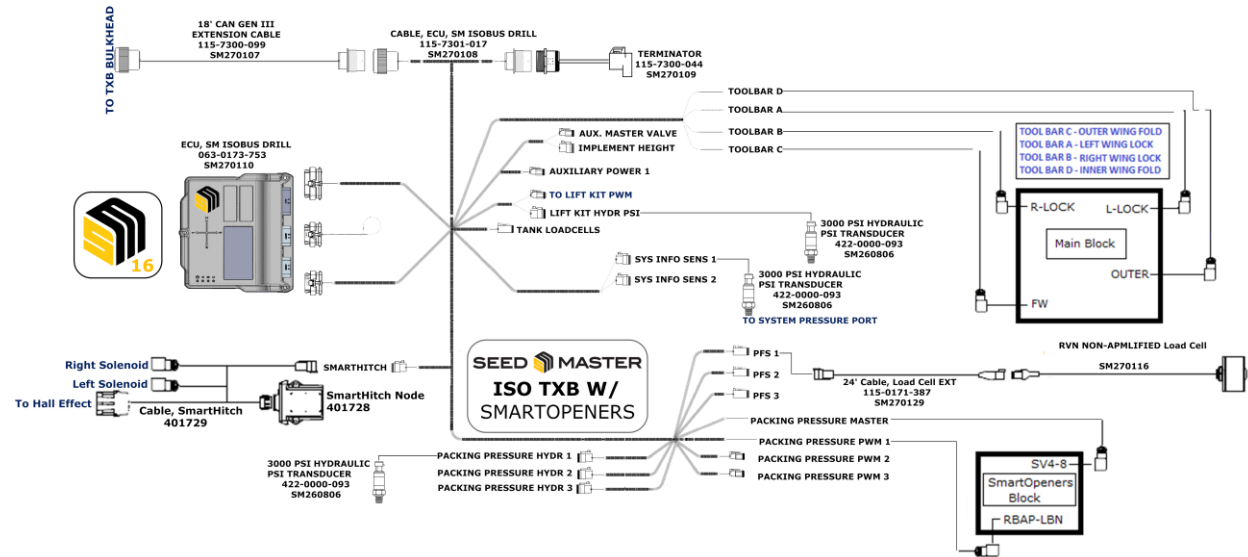 TO TXB BULKHEAD
18' CAN GEN III
EXTENSION CABLE
115-7300-099
SM270107
CABLE, ECU, SM ISOBUS DRILL
115-7301-017
SM270108
TERMINATOR
115-7300-044
SM270109
ECU, SM ISOBUS DRILL
063-0173-753
SM270110
16
AUX. MASTER VALVE
IMPLEMENT HEIGHT
AUXILIARY POWER 1
TO LIFT KIT PWM
LIFT KIT HYDR PSI
TANK LOADCELLS
SYS INFO SENS 1
SYS INFO SENS 2
TOOLBAR D
TOOLBAR A
TOOLBAR B
TOOLBAR C
TOOL BAR C - OUTER WING FOLD
TOOL BAR A - LEFT WING LOCK
TOOL BAR B - RIGHT WING LOCK
TOOL BAR D - INNER WING FOLD
R-LOCK
L-LOCK
Main Block
OUTER
FW
3000 PSI HYDRAULIC
PSI TRANSDUCER
422-0000-093
SM260806
3000 PSI HYDRAULIC
PSI TRANSDUCER
422-0000-093
SM260806
TO SYSTEM PRESSURE PORT
Right Solenoid
Left Solenoid
To Hall Effect
Cable, SmartHitch
401729
SMARTHITCH
SmartHitch Node
401728
SEED MASTER
ISO TXB W/
SMARTOPENERS
PFS 1
PFS 2
PFS 3
24' Cable, Load Cell EXT
115-0171-387
SM270129
RVN NON-APMLIFIED Load Cell
SM270116
PACKING PRESSURE MASTER
PACKING PRESSURE PWM 1
PACKING PRESSURE PWM 2
PACKING PRESSURE PWM 3
3000 PSI HYDRAULIC
PSI TRANSDUCER
422-0000-093
SM260806
PACKING PRESSURE HYDR 1
PACKING PRESSURE HYDR 2
PACKING PRESSURE HYDR 3
SV4-8
SmartOpeners
Block
RBAP-LBN